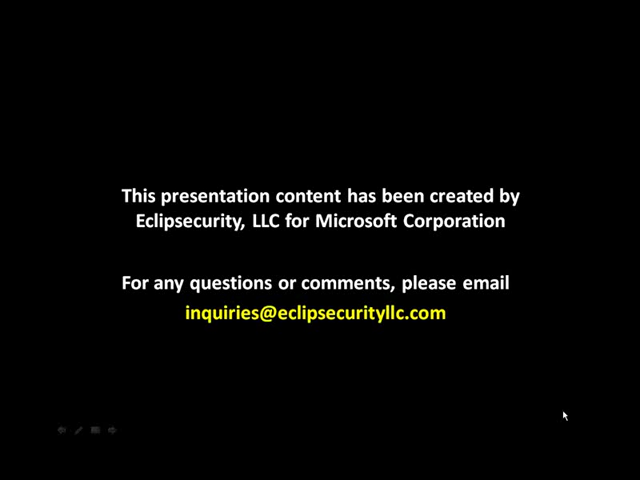 This presentation content has been created by
Eclipsecurity, LLC for Microsoft Corporation
For any questions or comments, please email
inquiries@eclipsecurityllc.com